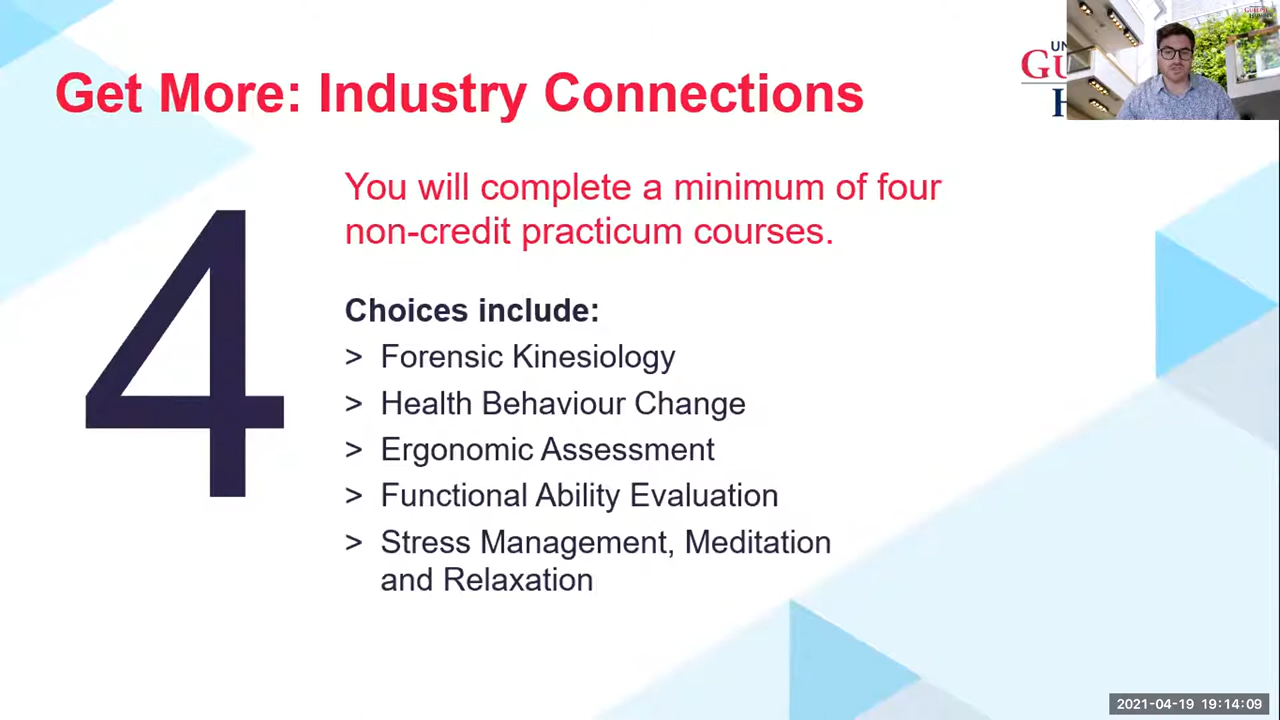 Get More: Industry Connections
UN
GU
H
4
You will complete a minimum of four
non-credit practicum courses.
Choices include:
> Forensic Kinesiology
> Health Behaviour Change
> Ergonomic Assessment
> Functional Ability Evaluation
> Stress Management, Meditation
and Relaxation
2021-04-19 19:14:09